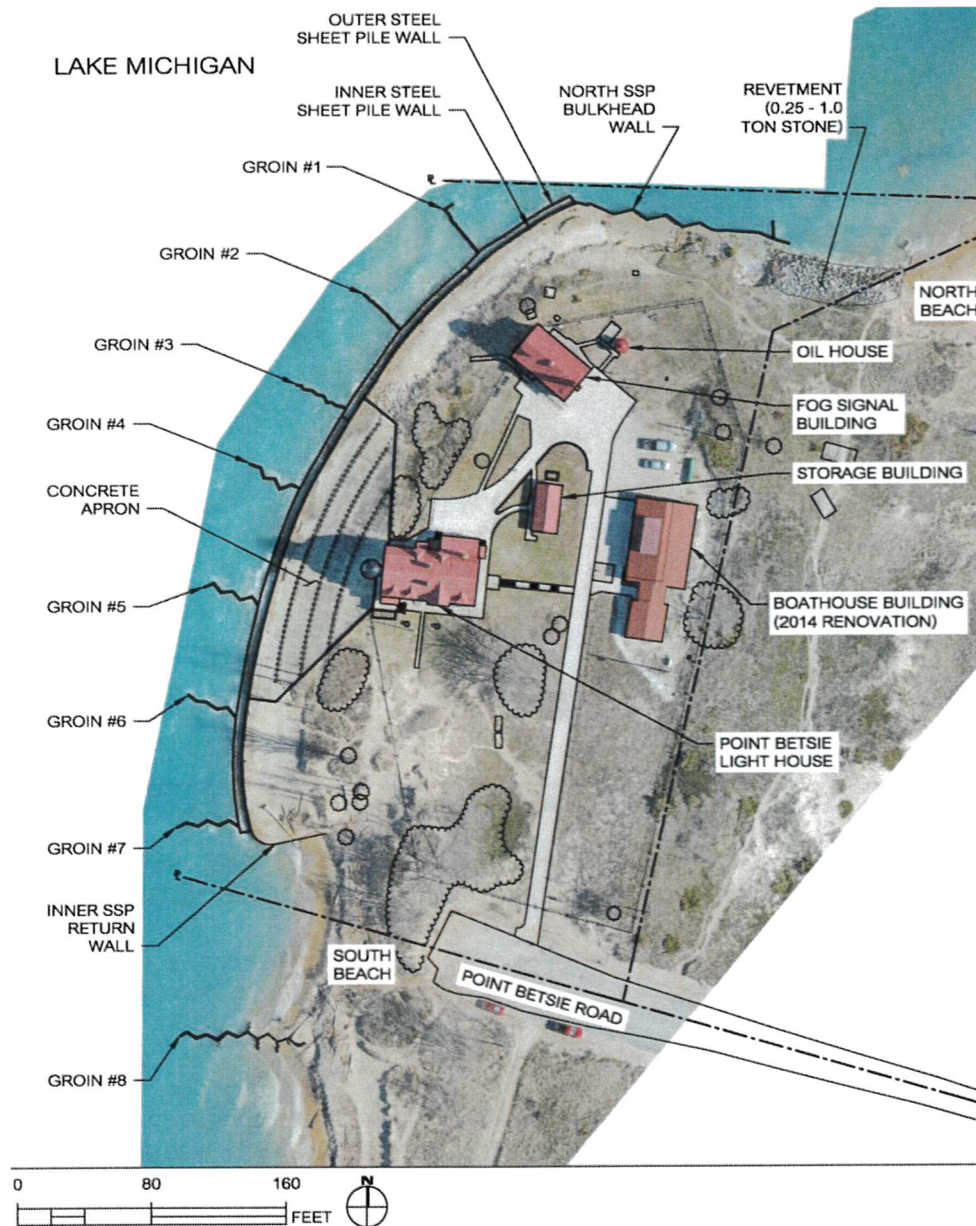 OUTER STEEL
SHEET PILE WALL
LAKE MICHIGAN
INNER STEEL
SHEET PILE WALL
NORTH SSP
BULKHEAD
WALL
REVETMENT
(0.25 - 1.0
TON STONE)
GROIN #1
GROIN #2
NORTH
BEACH
GROIN #3
OIL HOUSE
FOG SIGNAL
BUILDING
GROIN #4
STORAGE BUILDING
CONCRETE
APRON
GROIN #5
BOATHOUSE BUILDING
(2014 RENOVATION)
GROIN #6
POINT BETSIE
LIGHT HOUSE
GROIN #7
INNER SSP
RETURN
WALL
SOUTH
BEACH
POINT BETSIE ROAD
GROIN #8
0 80 160
FEET
N